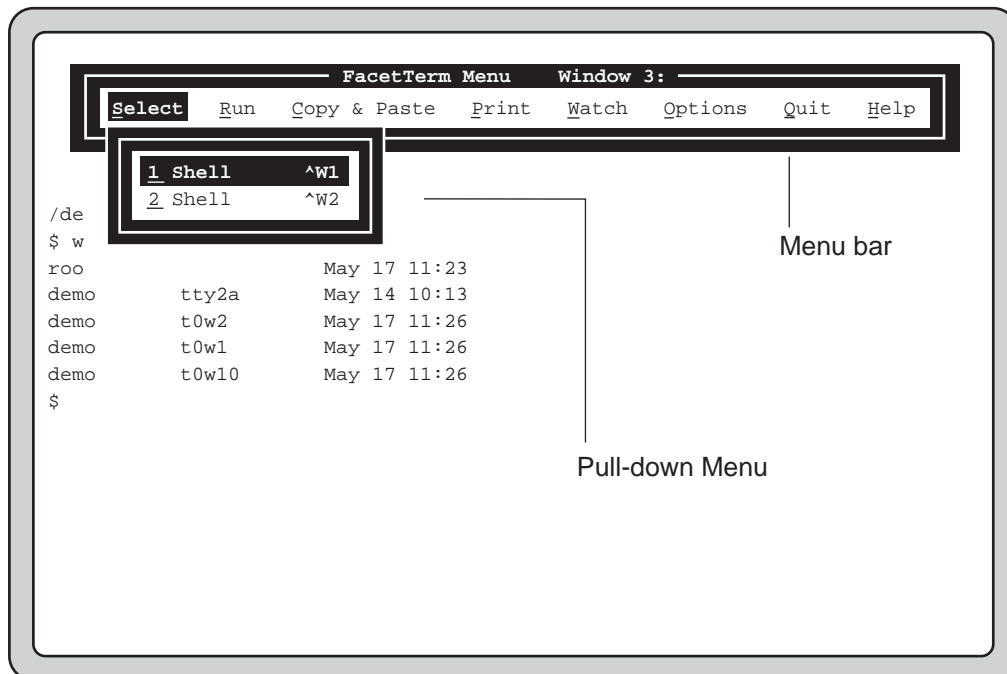 FacetTerm Menu Window 3:
Select Run Copy & Paste Print Watch Options Quit Help
1 Shell ^W1
2 Shell ^W2
/de
$ w
Menu bar
roo May 17 11:23
demo tty2a May 14 10:13
demo t0w2 May 17 11:26
demo t0w1 May 17 11:26
demo t0w10 May 17 11:26
$
Pull-down Menu